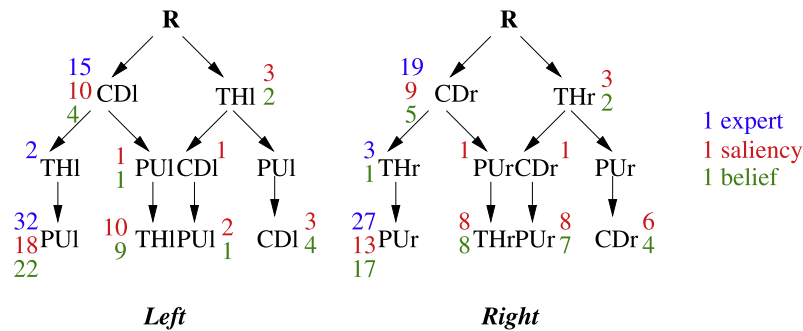 R R
15 19
10 CDl 3 9 CDr 3
4 THl 2 5 THr 2
1 expert
2 1 1 3 1 1 1 saliency
THl 1 PUl CDl PUl 1 THr PUr CDr PUr 1 belief
32 10 2 3 27 8 8 6
18 PUl 9 THl PUl 1 CDl 4 13 PUr 8 THr PUr 7 CDr 4
22 17
Left Right